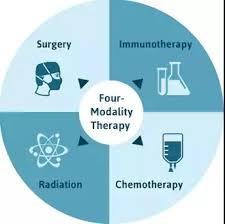 Surgery
Immunotherapy
Four-
Modality
Therapy
Radiation
Chemotherapy